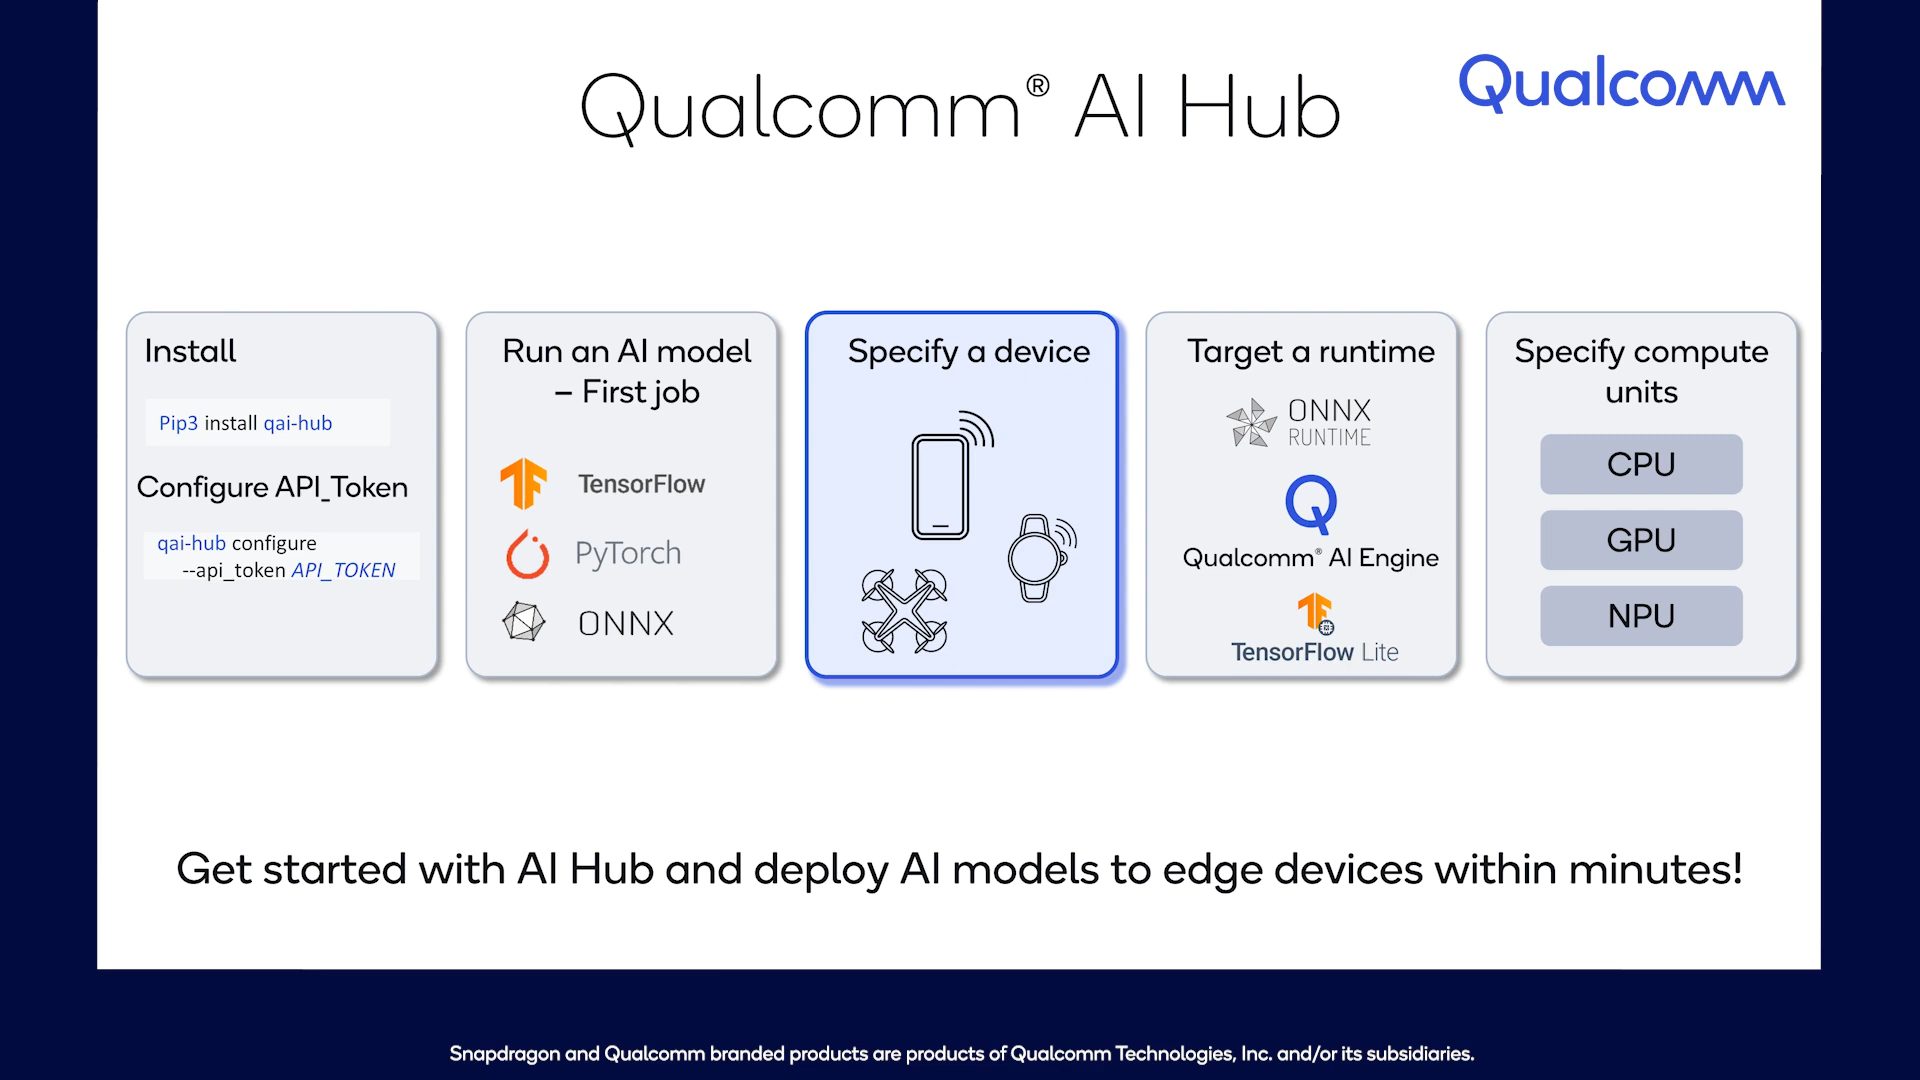 Qualcomm® AI Hub
Qualcomm
Install
Pip3 install qai-hub
Configure API_Token
qai-hub configure
--api_token API_TOKEN
Run an AI model
– First job
TensorFlow
PyTorch
ONNX
Specify a device
Target a runtime
ONNX
RUNTIME
Qualcomm® AI Engine
TensorFlow Lite
Specify compute
units
CPU
GPU
NPU
Get started with AI Hub and deploy AI models to edge devices within minutes!
Snapdragon and Qualcomm branded products are products of Qualcomm Technologies, Inc. and/or its subsidiaries.